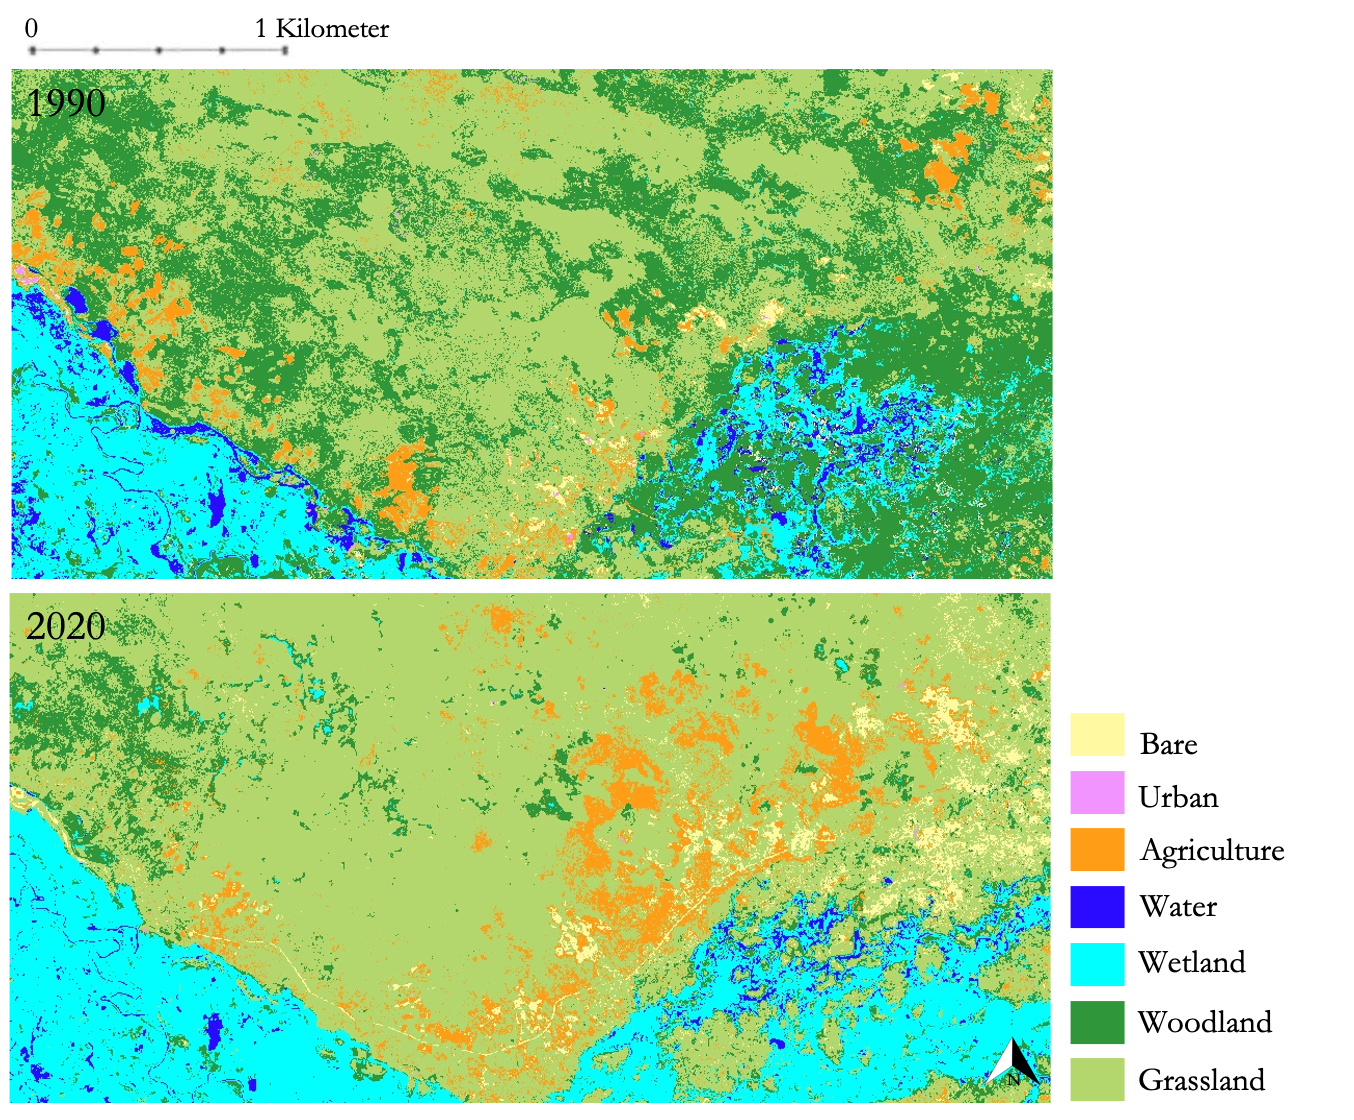 0 1 Kilometer
1990
2020
Bare
Urban
Agriculture
Water
Wetland
Woodland
N
Grassland